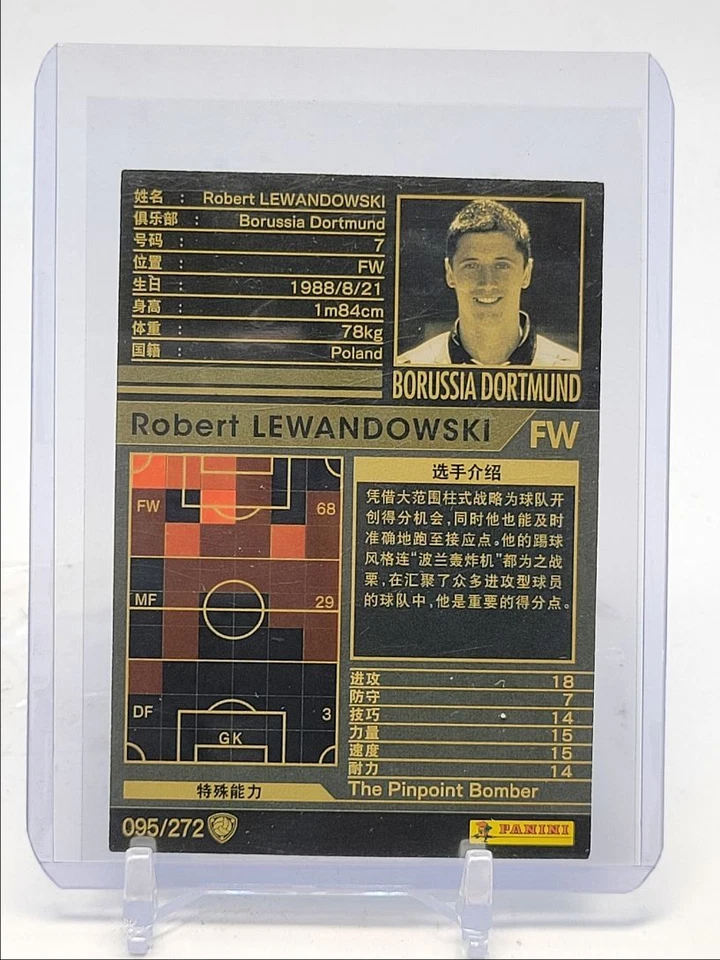 姓名 : Robert LEWANDOWSKI
俱乐部 : Borussia Dortmund
号码 : 7
位置 : FW
生日 : 1988/8/21
身高 : 1m84cm
体重 : 78kg
国籍 : Poland
BORUSSIA DORTMUND
Robert LEWANDOWSKI FW
FW 68
MF 29
DF 3
GK
选手介绍
凭借大范围柱式战略为球队开
创得分机会,同时他也能及时
准确地跑至接应点。他的踢球
风格连“波兰轰炸机”都为之战
栗,在汇聚了众多进攻型球员
的球队中,他是重要的得分点。
进攻 18
防守 7
技巧 14
力量 15
速度 15
耐力 14
特殊能力 The Pinpoint Bomber
095/272
PANINI